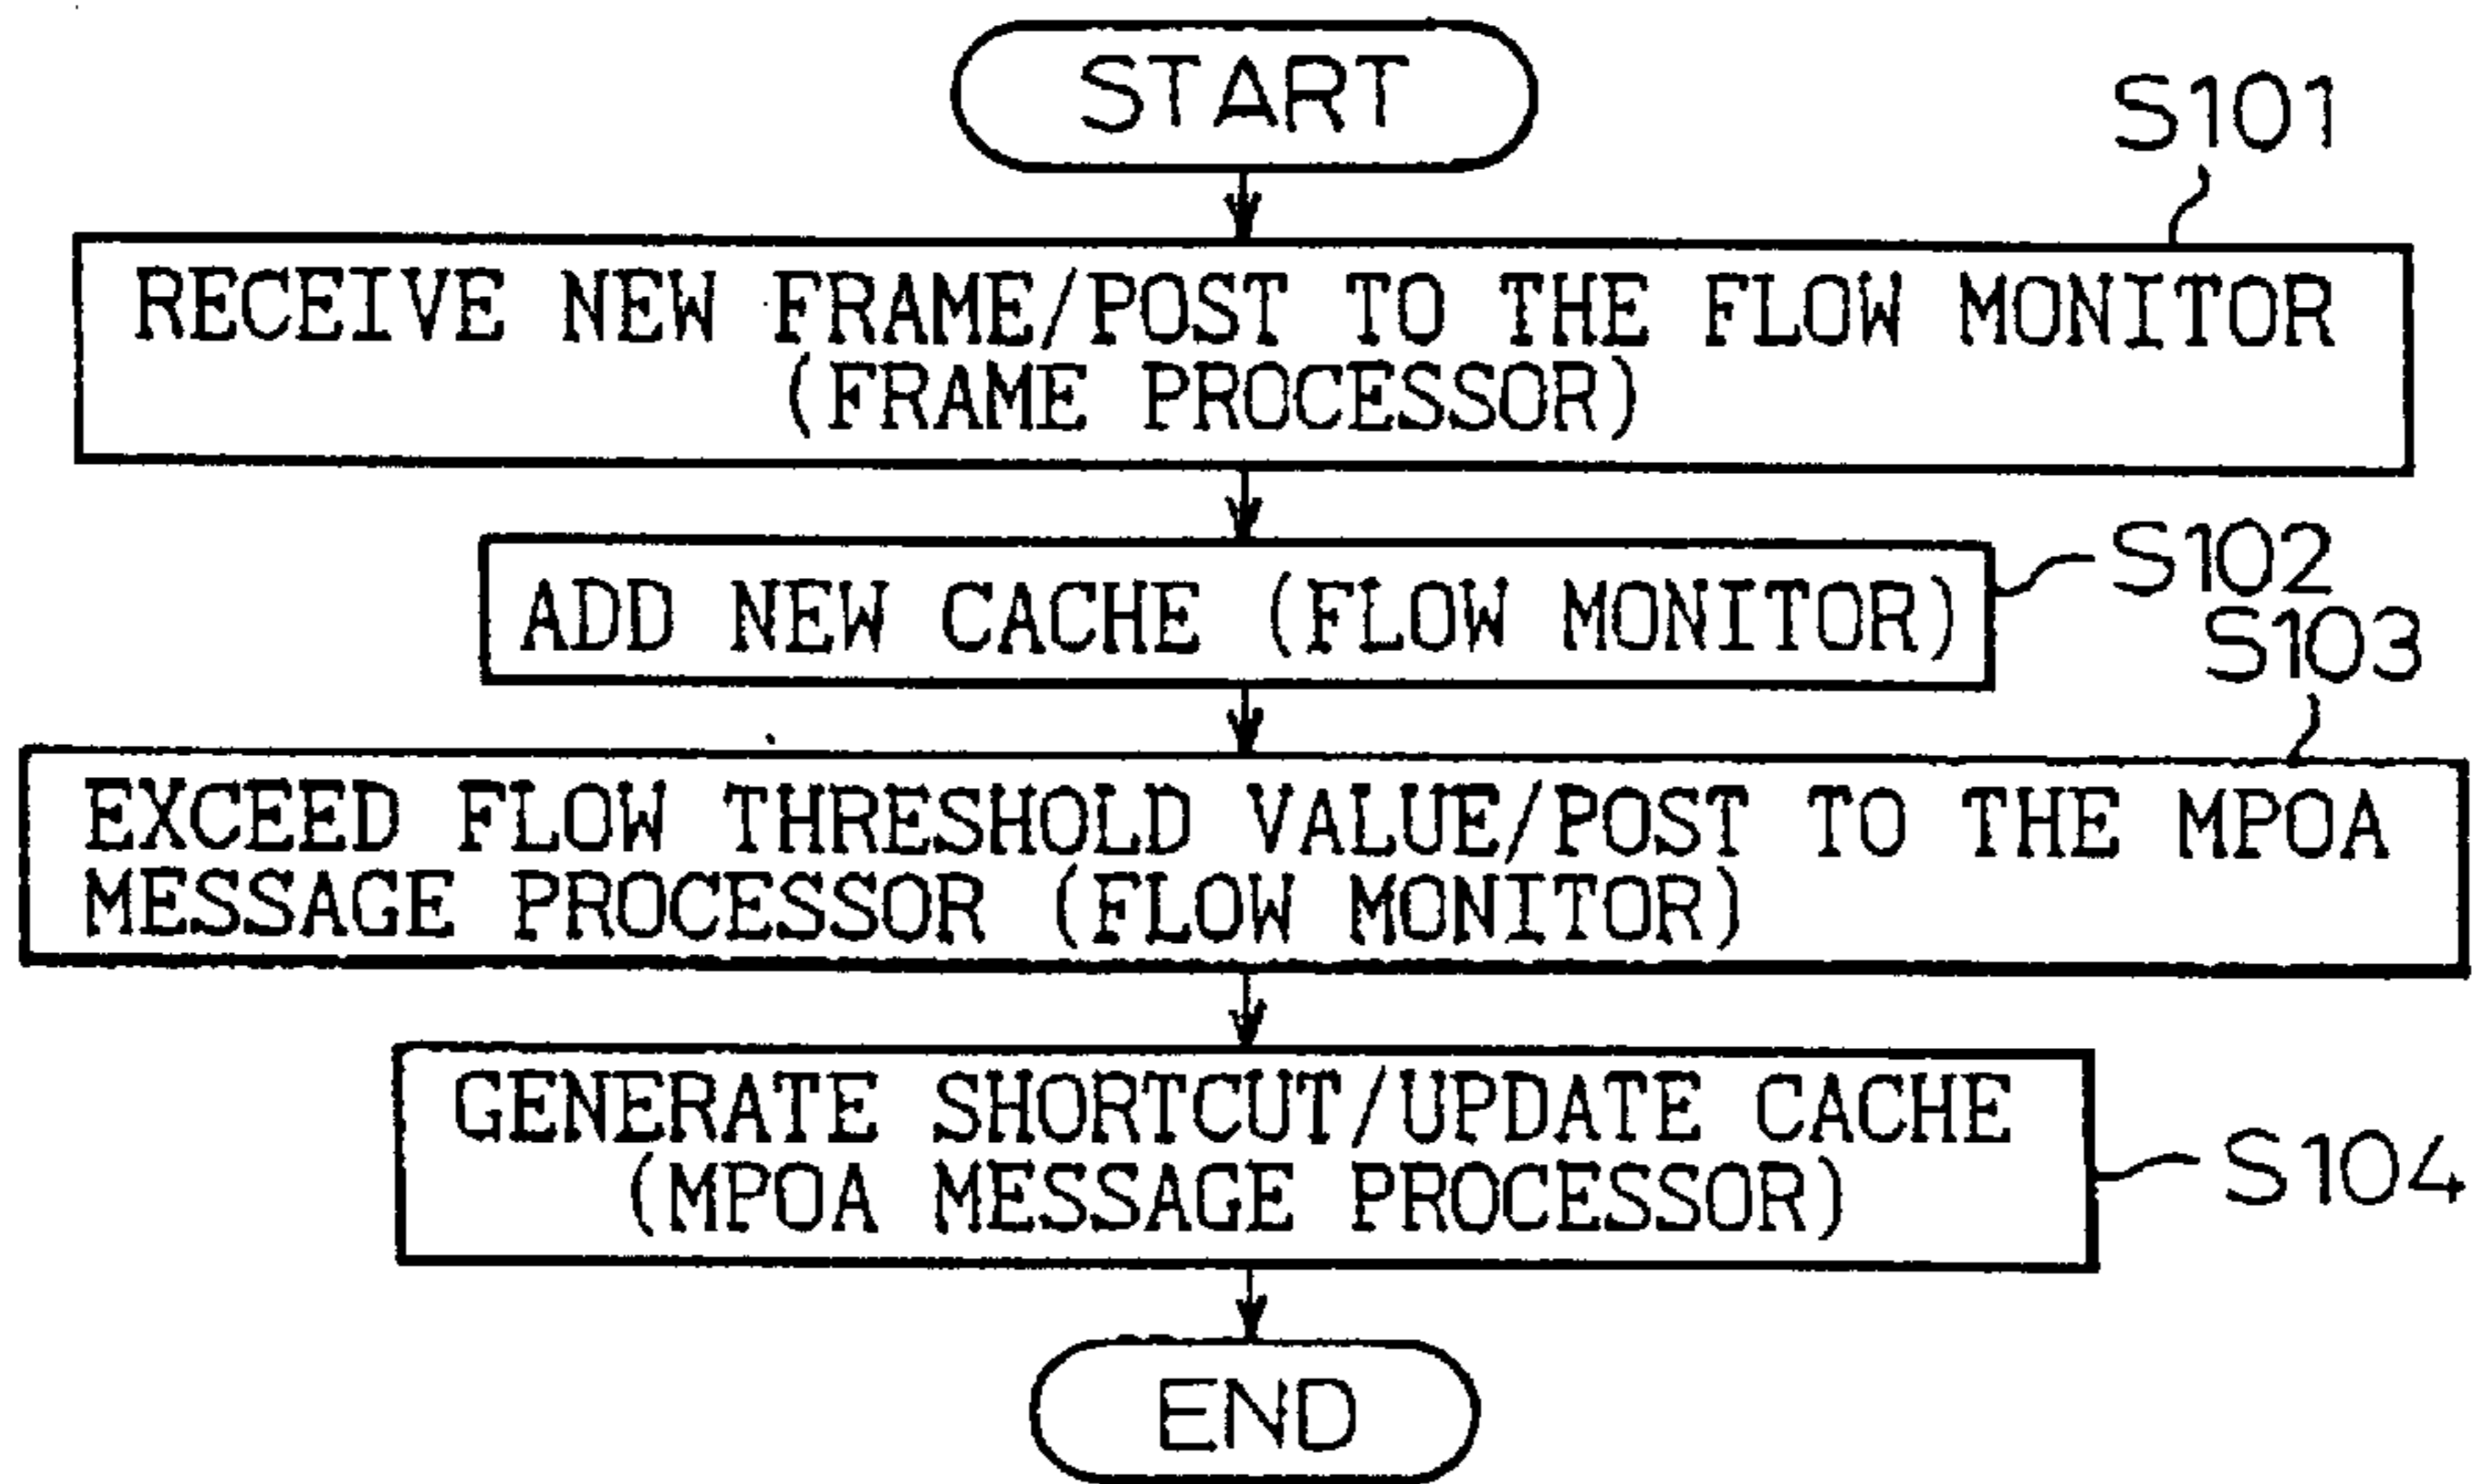 START
S101
RECEIVE NEW FRAME/POST TO THE FLOW MONITOR
(FRAME PROCESSOR)
ADD NEW CACHE (FLOW MONITOR)
S102
S103
EXCEED FLOW THRESHOLD VALUE/POST TO THE MPOA
MESSAGE PROCESSOR (FLOW MONITOR)
GENERATE SHORTCUT/UPDATE CACHE
(MPOA MESSAGE PROCESSOR)
S104
END